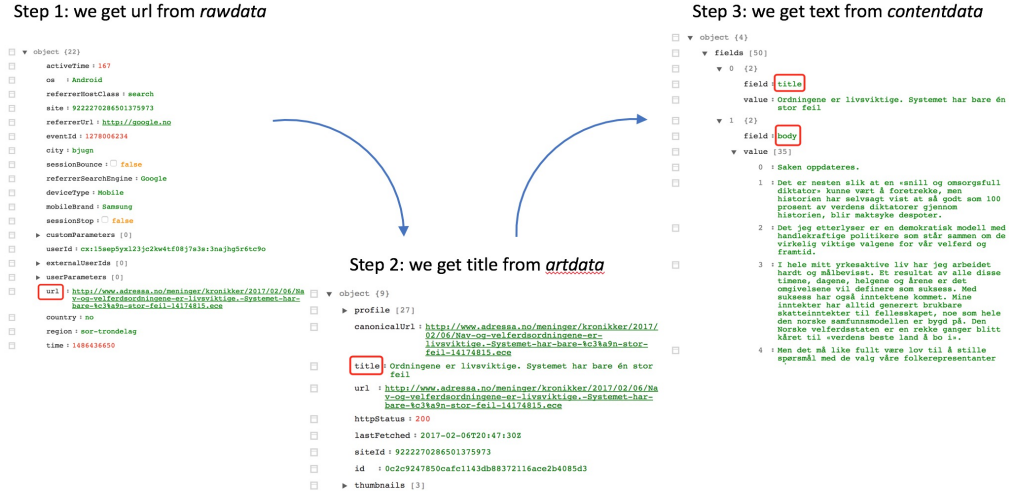 Step 1: we get url from rawdata
object {22}
activeTime : 167
os : Android
referrerHostClass : search
site : 9222270286501375973
referrerUrl : http://google.no
eventId : 1278006234
city : bjugn
sessionBounce : false
referrerSearchEngine : Google
deviceType : Mobile
mobileBrand : Samsung
sessionStop : false
customParameters [0]
userId : cx:15sep5yxl23jc2kw4tf08j7s3s:3najhg5r6tc9o
externalUserIds [0]
userParameters [0]
url : http://www.adressa.no/meninger/kronikker/2017/02/06/Na
v-og-velferdsordningene-er-livsviktige.-Systemet-har-
bare-%c3%a9n-stor-feil-14174815.ece
country : no
region : sor-trondelag
time : 1486436650
Step 2: we get title from artdata
object {9}
profile [27]
canonicalUrl : http://www.adressa.no/meninger/kronikker/2017/
02/06/Nav-og-velferdsordningene-er-
livsviktige.-Systemet-har-bare-%c3%a9n-stor-
feil-14174815.ece
title : Ordningene er livsviktige. Systemet har bare én stor
feil
url : http://www.adressa.no/meninger/kronikker/2017/02/06/Na
v-og-velferdsordningene-er-livsviktige.-Systemet-har-
bare-%c3%a9n-stor-feil-14174815.ece
httpStatus : 200
lastFetched : 2017-02-06T20:47:30Z
siteId : 9222270286501375973
id : 0c2c9247850cafc1143db88372116ace2b4085d3
thumbnails [3]
Step 3: we get text from contentdata
object {4}
fields [50]
0 {2}
field : title
value : Ordningene er livsviktige. Systemet har bare én
stor feil
1 {2}
field : body
value [35]
0 : Saken oppdateres.
1 : Det er nesten slik at en «snill og omsorgsfull
diktator» kunne vært å foretrekke, men
historien har selvsagt vist at så godt som 100
prosent av verdens diktatorer gjennom
historien, blir maktsyke despoter.
2 : Det jeg etterlyser er en demokratisk modell med
handlekraftige politikere som står sammen om de
virkelig viktige valgene for vår velferd og
framtid.
3 : I hele mitt yrkesaktive liv har jeg arbeidet
hardt og målbevisst. Et resultat av alle disse
timene, dagene, helgene og årene er det
omgivelsene vil definere som suksess. Med
suksess har også inntektene kommet. Mine
inntekter har alltid generert brukbare
skatteinntekter til fellesskapet, noe som hele
den norske samfunnsmodellen er bygd på. Den
Norske velferdsstaten er en rekke ganger blitt
kåret til «verdens beste land å bo i».
4 : Men det må like fullt være lov til å stille
spørsmål med de valg våre folkerepresentanter